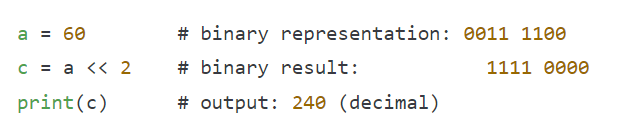 a = 60        # binary representation: 0011 1100
c = a << 2    # binary result:           1111 0000
print(c)      # output: 240 (decimal)